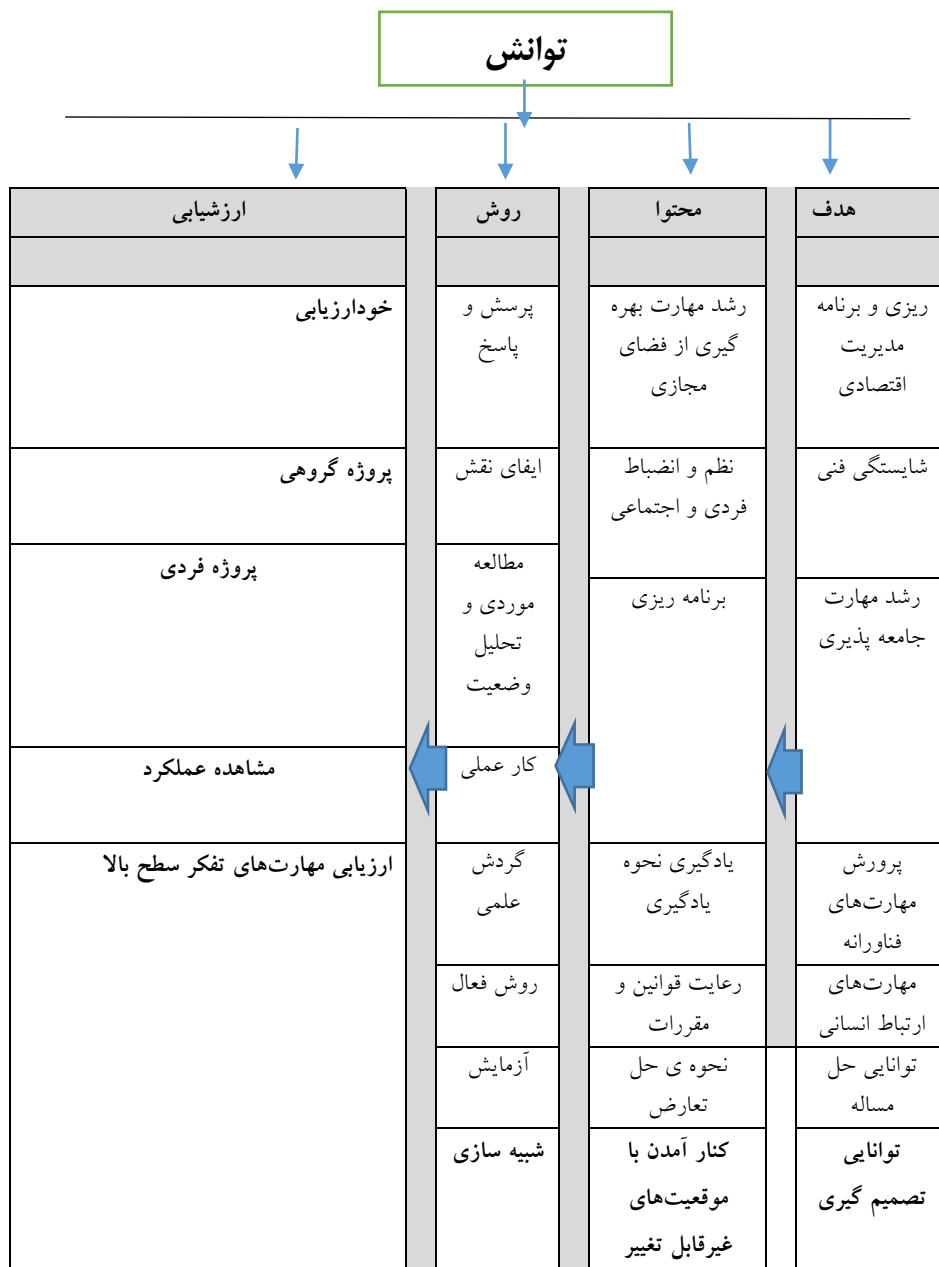 توانش
هدف
محتوا
روش
ارزشیابی
ریزی و برنامه
مدیریت
اقتصادی
رشد مهارت بهره
گیری از فضای
مجازی
پرسش و
پاسخ
خودارزیابی
شایستگی فنی
نظم و انضباط
فردی و اجتماعی
ایفای نقش
پروژه گروهی
رشد مهارت
جامعه پذیری
برنامه ریزی
مطالعه
موردی و
تحلیل
وضعیت
پروژه فردی
کار عملی
مشاهده عملکرد
پرورش
مهارت‌های
فناورانه
یادگیری نحوه
یادگیری
گردش
علمی
ارزیابی مهارت‌های تفکر سطح بالا
مهارت‌های
ارتباط انسانی
رعایت قوانین و
مقررات
روش فعال
توانایی حل
مساله
نحوه ی حل
تعارض
آزمایش
توانایی
تصمیم گیری
کنار آمدن با
موقعیت‌های
غیرقابل تغییر
شبیه سازی